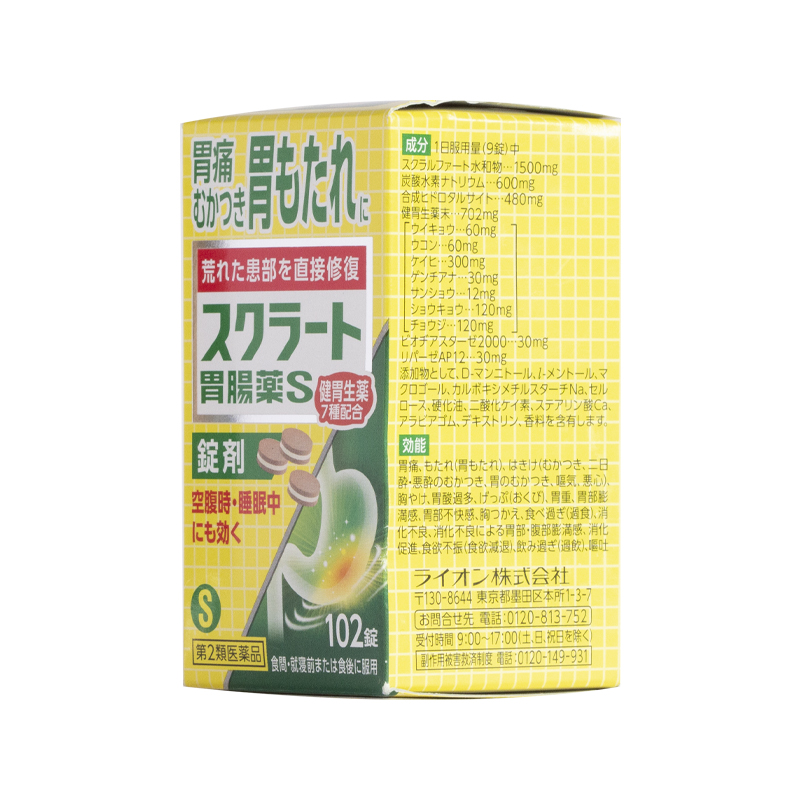 胃痛
むかつき
胃もたれに
荒れた患部を直接修復
スクラート
胃腸薬S
健胃生薬
7種配合
錠剤
空腹時・睡眠中
にも効く
S
102錠
第2類医薬品
食間・就寝前または食後に服用
成分 1日服用量(9錠)中
スクラルファート水和物…1500mg
炭酸水素ナトリウム…600mg
合成ヒドロタルサイト…480mg
健胃生薬末…702mg
ウイキョウ…60mg
ウコン…60mg
ケイヒ…300mg
ゲンチアナ…30mg
サンショウ…12mg
ショウキョウ…120mg
チョウジ…120mg
ビオヂアスターゼ2000…30mg
リパーゼAP12…30mg
添加物として、D-マンニトール、l-メントール、マ
クロゴール、カルボキシメチルスターチNa、セル
ロース、硬化油、二酸化ケイ素、ステアリン酸Ca、
アラビアゴム、デキストリン、香料を含有します。
効能
胃痛、もたれ(胃もたれ)、はきけ(むかつき、二日
酔・悪酔のむかつき、胃のむかつき、嘔気、悪心)、
胸やけ、胃酸過多、げっぷ(おくび)、胃重、胃部膨
満感、胃部不快感、胸つかえ、食べ過ぎ(過食)、消
化不良、消化不良による胃部・腹部膨満感、消化
促進、食欲不振(食欲減退)、飲み過ぎ(過飲)、嘔吐
ライオン株式会社
〒130-8644 東京都墨田区本所1-3-7
お問合せ先 電話:0120-813-752
受付時間 9:00〜17:00(土、日、祝日を除く)
副作用被害救済制度 電話:0120-149-931